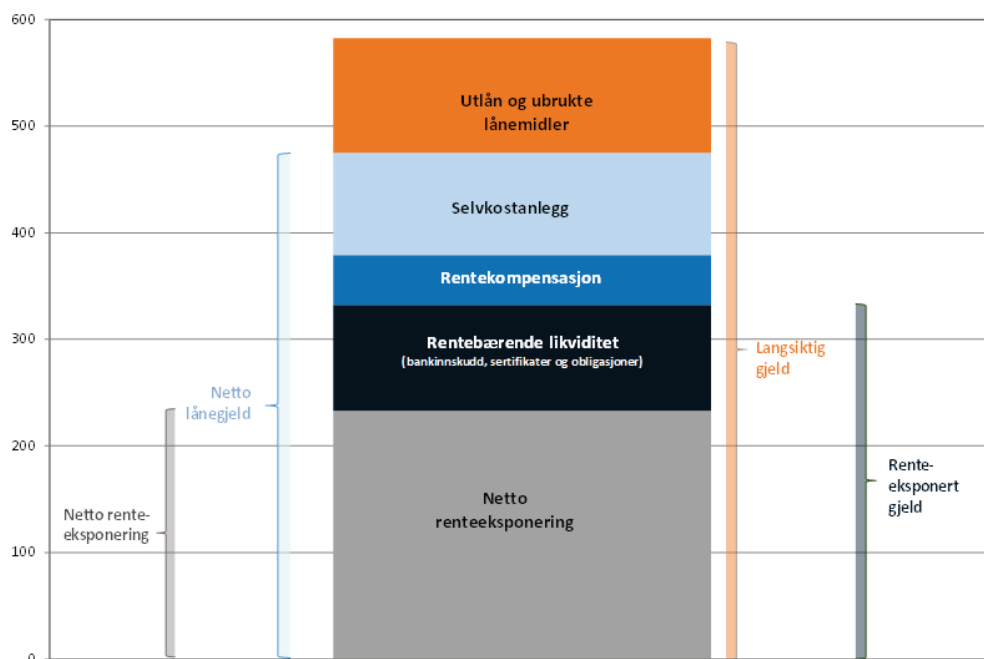 600
500
400
300
200
100
0
Utlån og ubrukte
lånemidler
Selvkostanlegg
Rentekompensasjon
Rentebærende likviditet
(bankinnskudd, sertifikater og obligasjoner)
Netto
renteeksponering
Netto rente-
eksponering
Netto
lånegjeld
Langsiktig
gjeld
Rente-
eksponert
gjeld